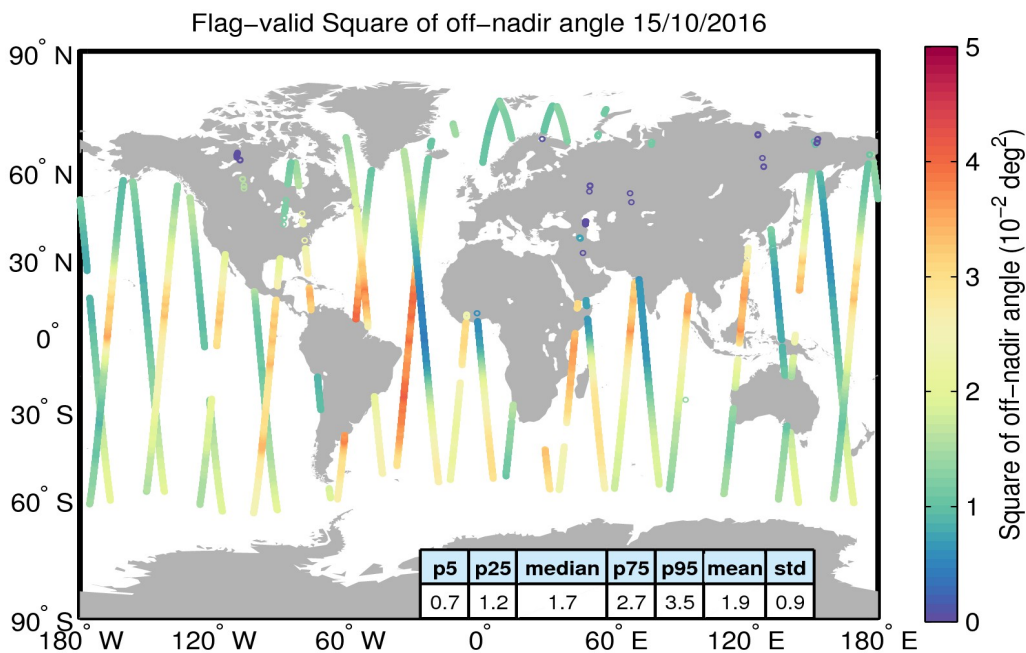 Flag−valid Square of off−nadir angle 15/10/2016
90° N
60° N
30° N
0°
30° S
60° S
90° S
180° W
120° W
60° W
0°
60° E
120° E
180° E
p5 p25 median p75 p95 mean std
0.7 1.2 1.7 2.7 3.5 1.9 0.9
5
4
3
2
1
0
Square of off−nadir angle (10⁻² deg²)